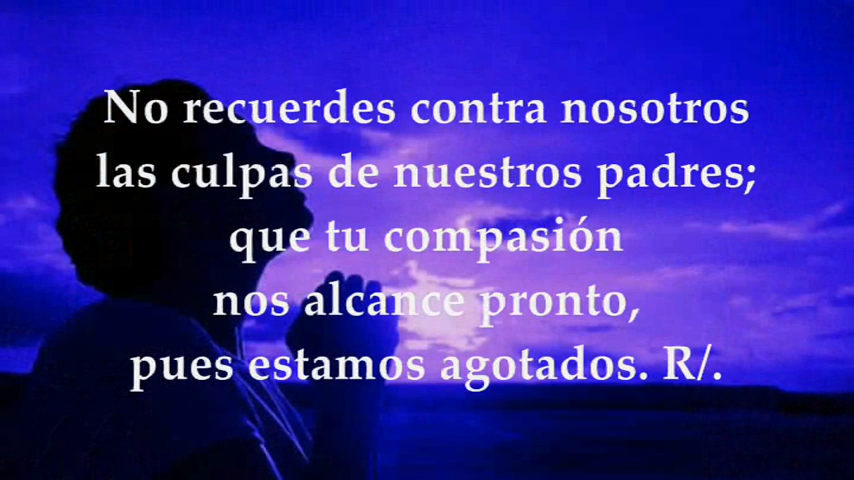 No recuerdes contra nosotros
las culpas de nuestros padres;
que tu compasión
nos alcance pronto,
pues estamos agotados. R/.